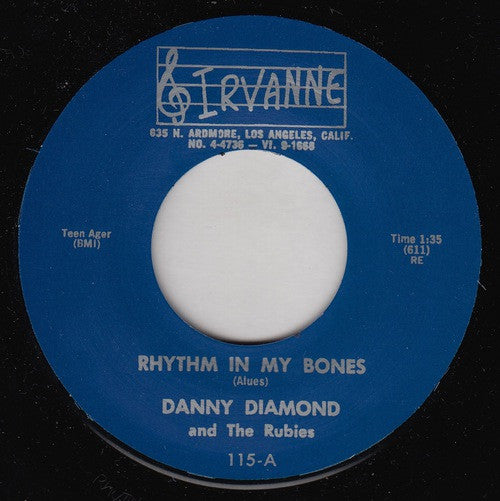 IRVANNE
635 N. ARDMORE, LOS ANGELES, CALIF.
NO. 4-4736 — VI. 9-1668
Teen Ager
(BMI)
Time 1:35
(611)
RE
RHYTHM IN MY BONES
(Alues)
DANNY DIAMOND
and The Rubies
115-A